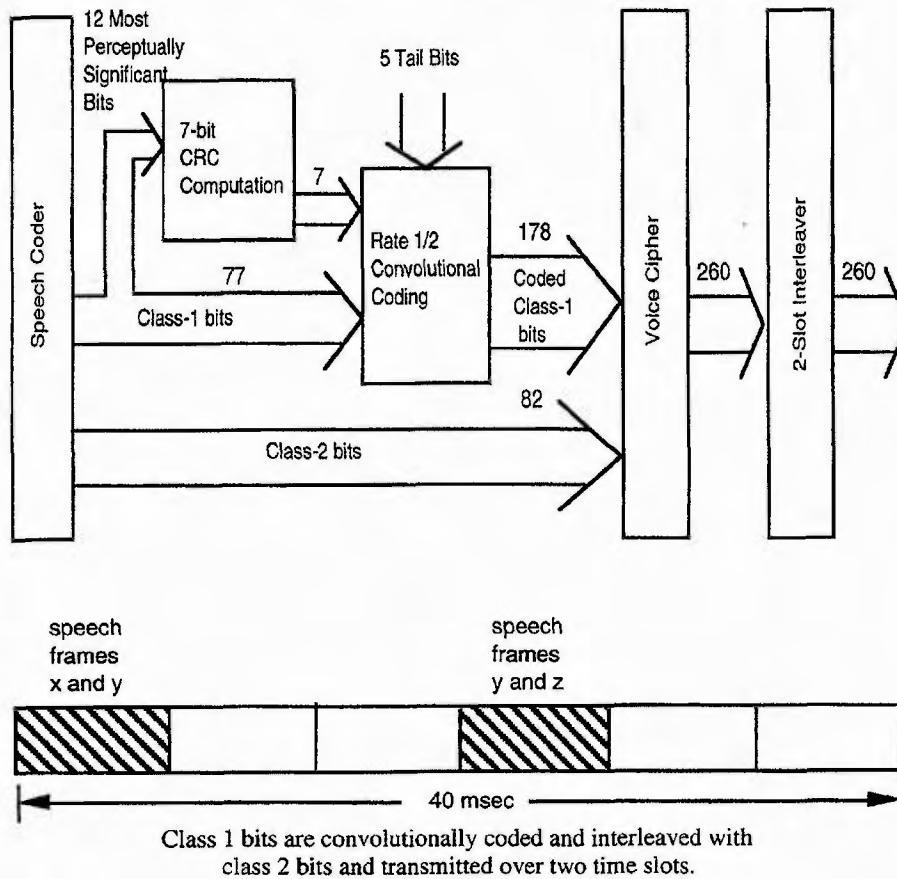 12 Most
Perceptually
Significant
Bits
5 Tail Bits
7-bit
CRC
Computation
7
Speech Coder
Rate 1/2
Convolutional
Coding
178
Coded
Class-1
bits
Voice Cipher
260
2-Slot Interleaver
260
77
Class-1 bits
82
Class-2 bits
speech
frames
x and y
speech
frames
y and z
40 msec
Class 1 bits are convolutionally coded and interleaved with
class 2 bits and transmitted over two time slots.